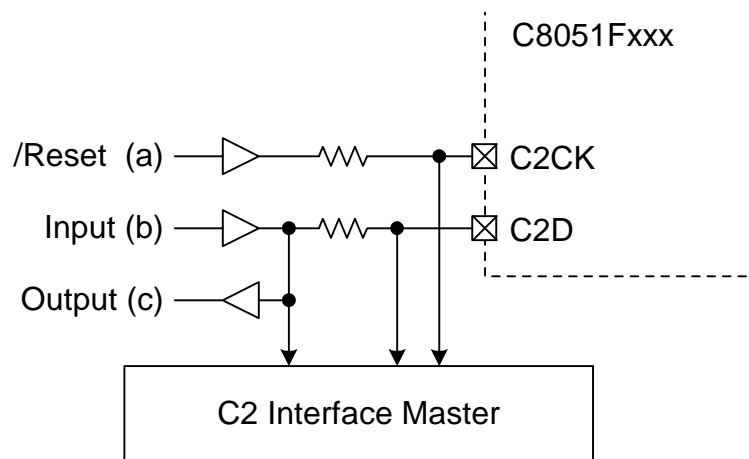 C8051Fxxx
/Reset (a)
C2CK
Input (b)
C2D
Output (c)
C2 Interface Master